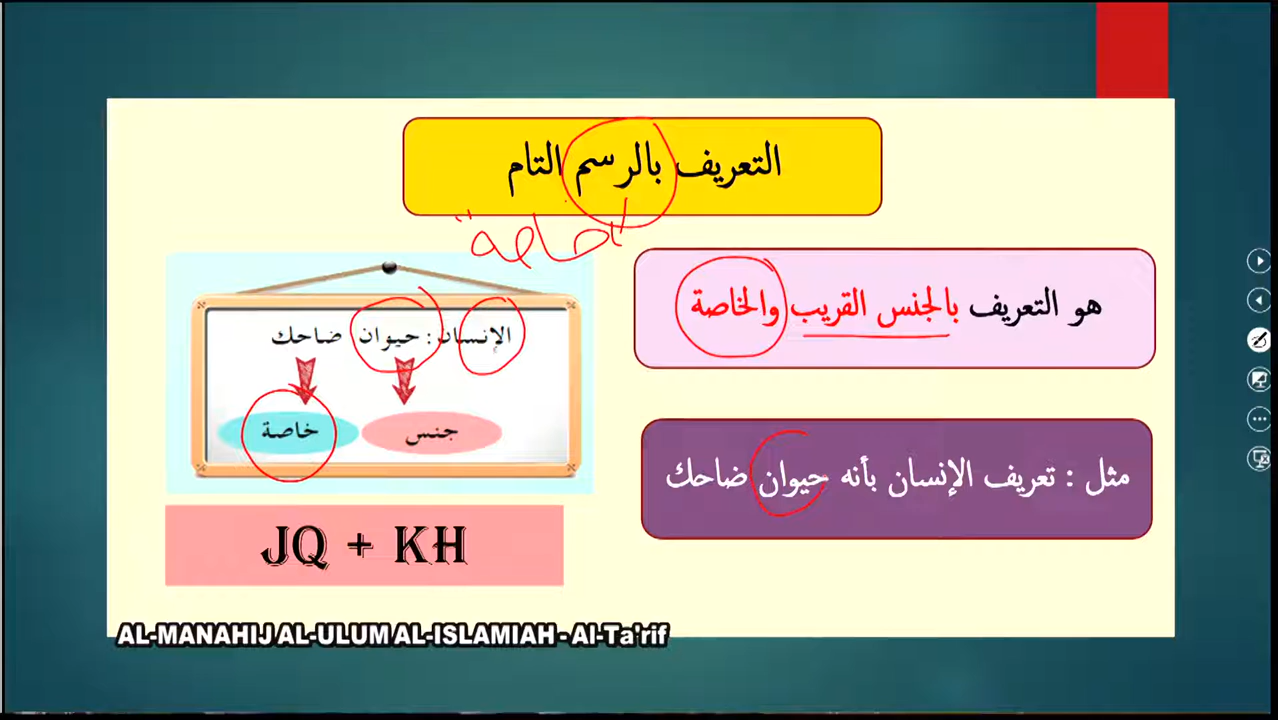 التعريف بالرسم التام
خاصة
هو التعريف بالجنس القريب والخاصة
الإنسان : حيوان ضاحك
جنس خاصة
مثل : تعريف الإنسان بأنه حيوان ضاحك
JQ + KH
AL-MANAHIJ AL-ULUM AL-ISLAMIAH - Al-Ta'rif